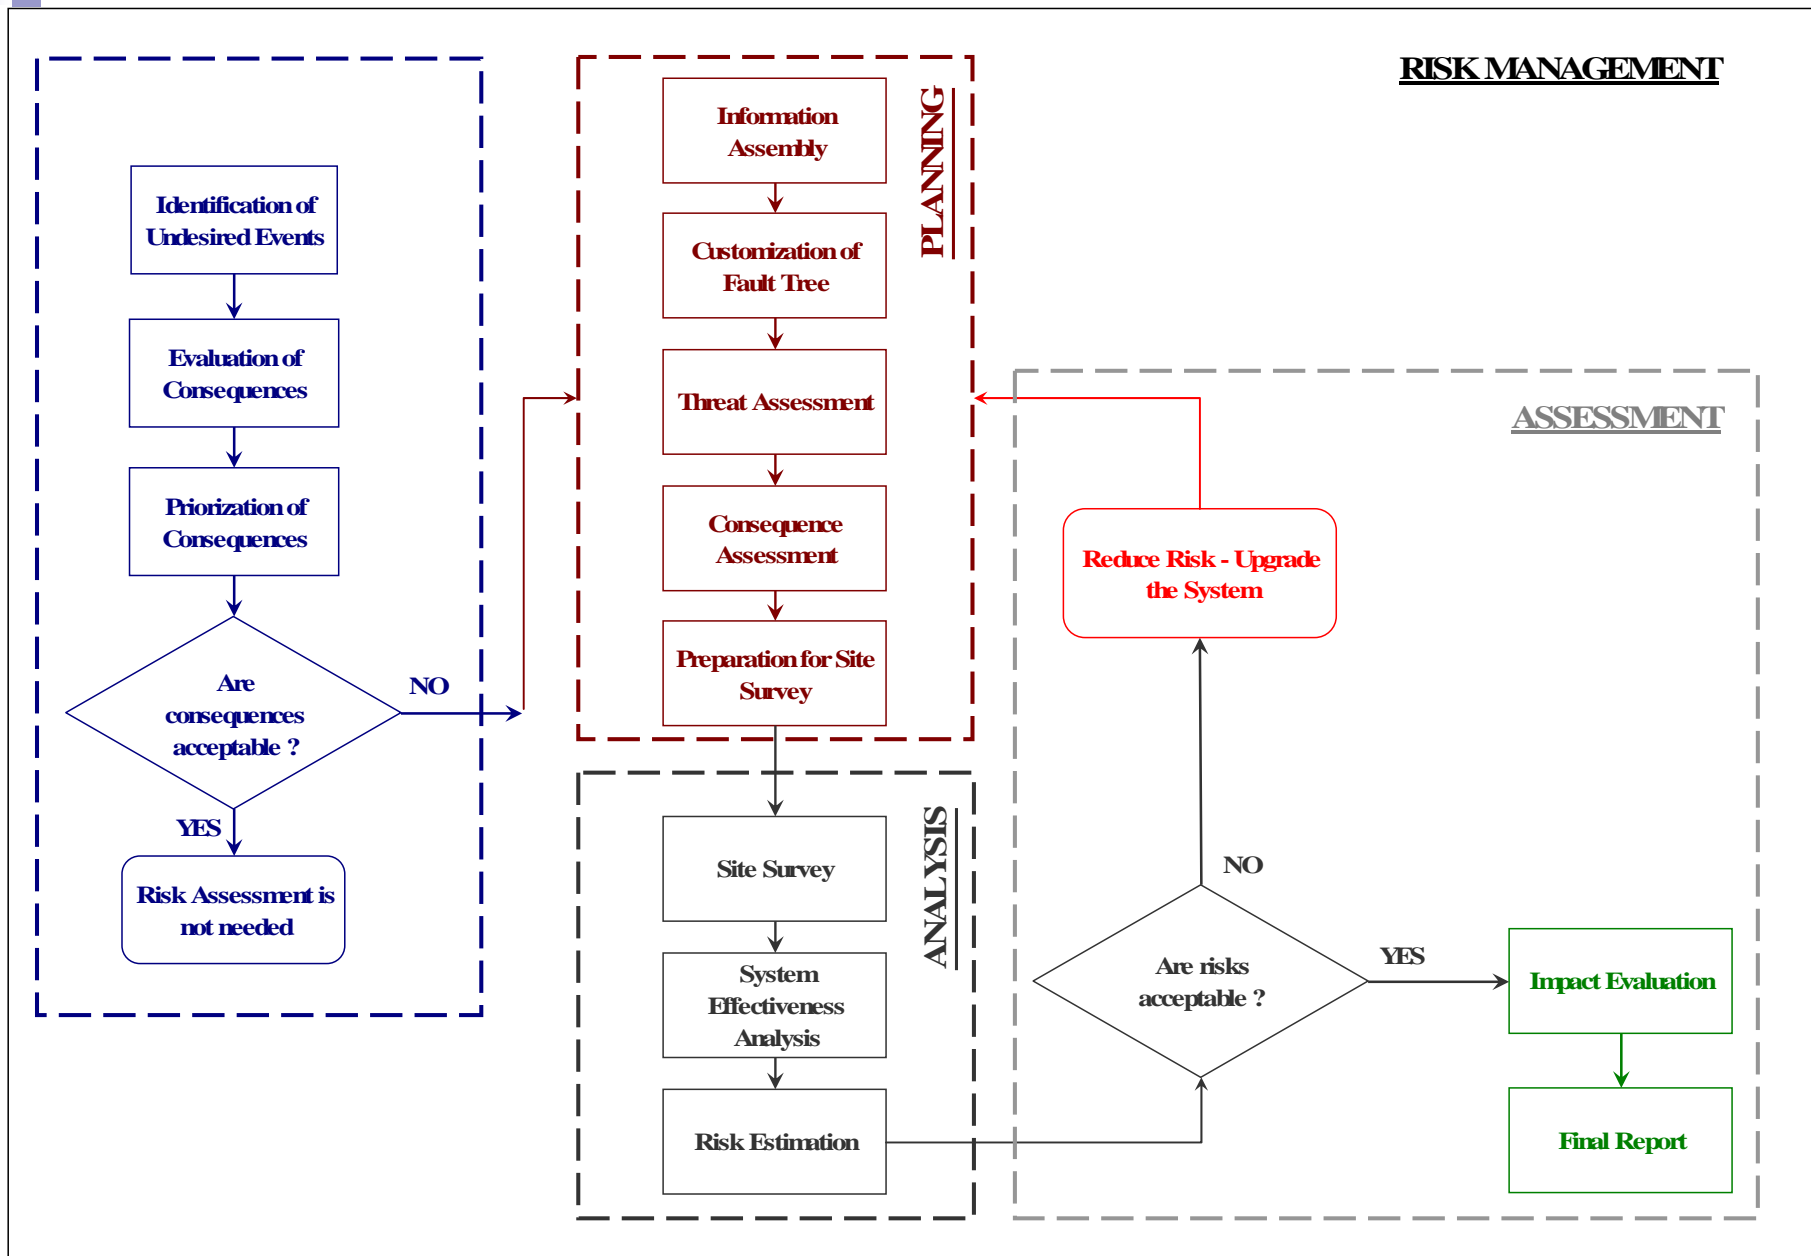 RISK MANAGEMENT
Identification of
Undesired Events
Evaluation of
Consequences
Priorization of
Consequences
Are
consequences
acceptable ?
NO
YES
Risk Assessment is
not needed
PLANNING
Information
Assembly
Customization of
Fault Tree
Threat Assessment
Consequence
Assessment
Preparation for Site
Survey
ANALYSIS
Site Survey
System
Effectiveness
Analysis
Risk Estimation
ASSESSMENT
Reduce Risk - Upgrade
the System
NO
Are risks
acceptable ?
YES
Impact Evaluation
Final Report